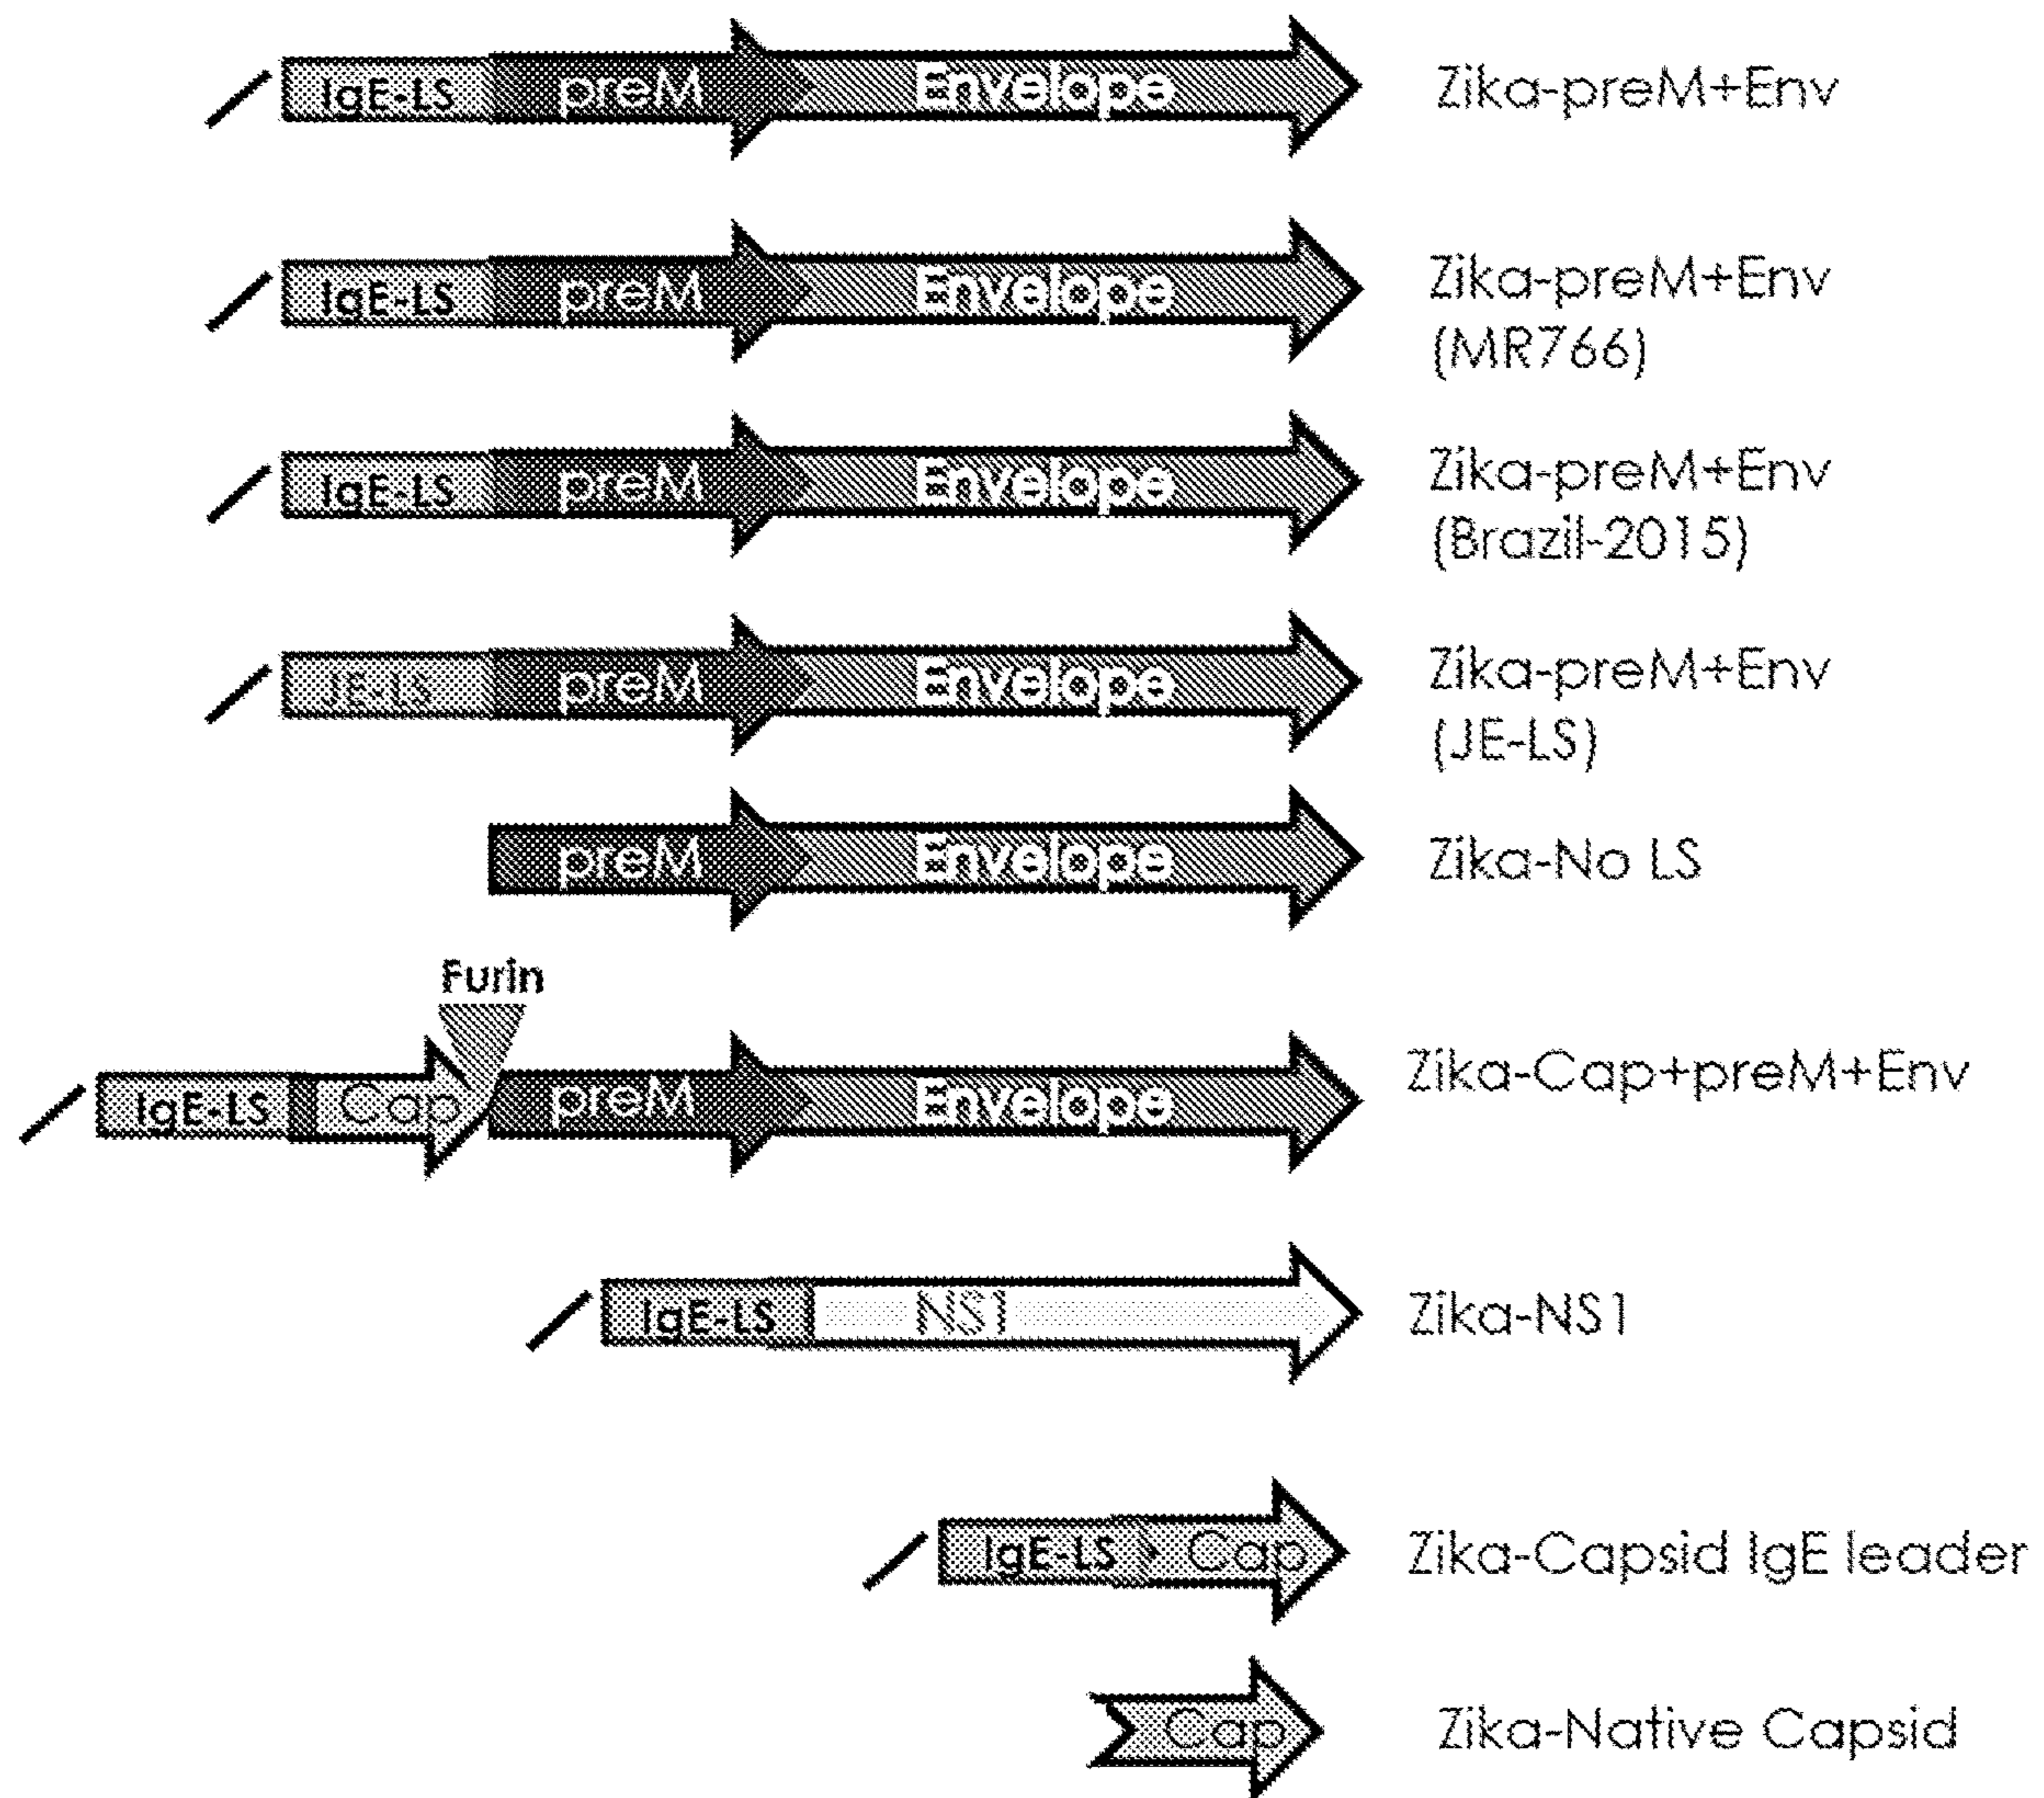 IgE-LS preM Envelope Zika-preM+Env
IgE-LS preM Envelope Zika-preM+Env
(MR766)
IgE-LS preM Envelope Zika-preM+Env
(Brazil-2015)
JE-LS preM Envelope Zika-preM+Env
(JE-LS)
preM Envelope Zika-No LS
Furin
IgE-LS Cap preM Envelope Zika-Cap+preM+Env
IgE-LS NS1 Zika-NS1
IgE-LS Cap Zika-Capsid IgE leader
Cap Zika-Native Capsid